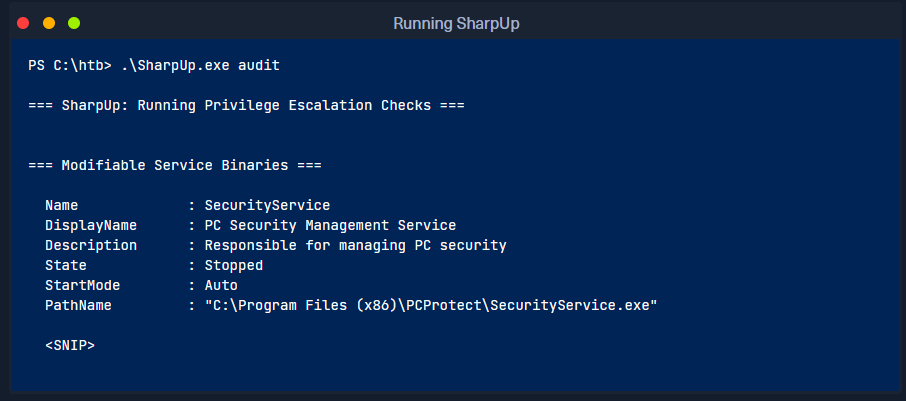 Running SharpUp
PS C:\htb> .\SharpUp.exe audit
=== SharpUp: Running Privilege Escalation Checks ===
=== Modifiable Service Binaries ===
Name             : SecurityService
DisplayName      : PC Security Management Service
Description      : Responsible for managing PC security
State            : Stopped
StartMode        : Auto
PathName         : "C:\Program Files (x86)\PCProtect\SecurityService.exe"
<SNIP>